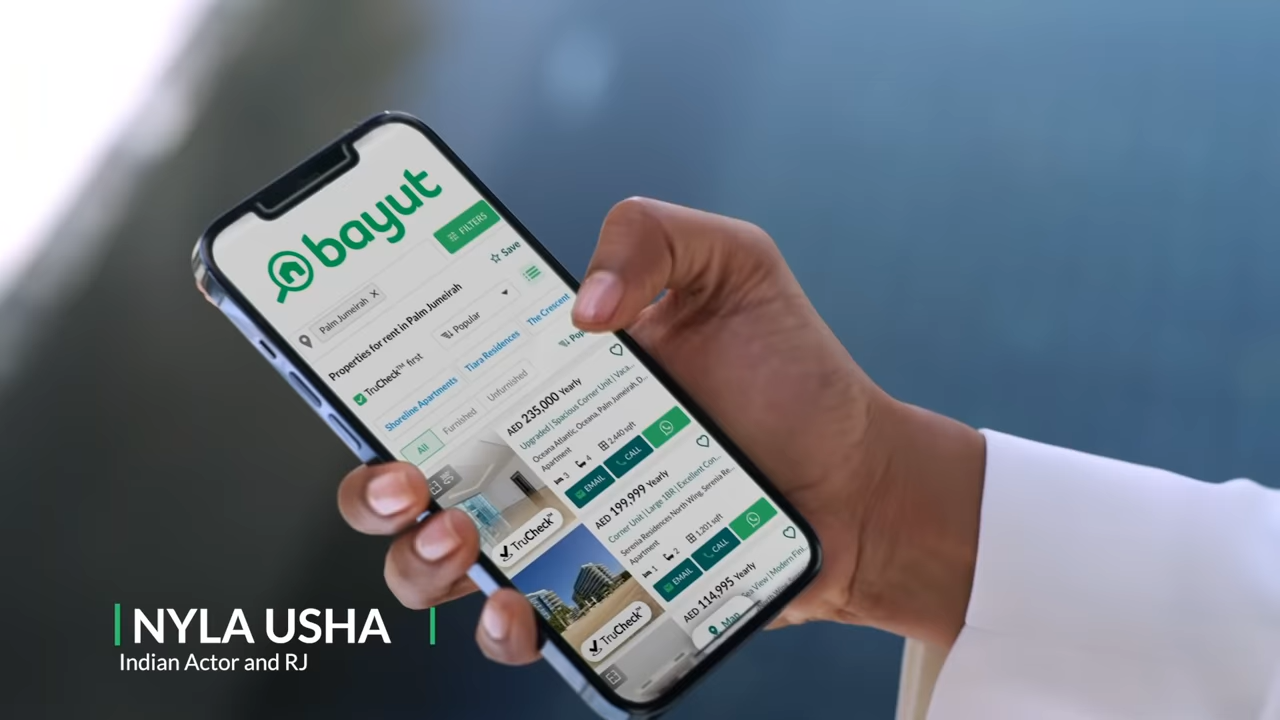 bayut
FILTERS
Palm Jumeirah ×
Save
Properties for rent in Palm Jumeirah
TruCheck™ first
Popular
Shoreline Apartments Tiara Residences The Crescent
All Furnished Unfurnished
AED 235,000 Yearly
Upgraded | Spacious Corner Unit | Vaca...
Oceana Atlantic, Oceana, Palm Jumeirah, D...
Apartment
3 4 2,440 sqft
EMAIL CALL
TruCheck™
AED 199,999 Yearly
Corner Unit | Large 1BR | Excellent Con...
Serenia Residences North Wing, Serenia Re...
Apartment
1 2 1,201 sqft
EMAIL CALL
TruCheck™
AED 114,995 Yearly
View | Modern Fini...
Map
NYLA USHA
Indian Actor and RJ